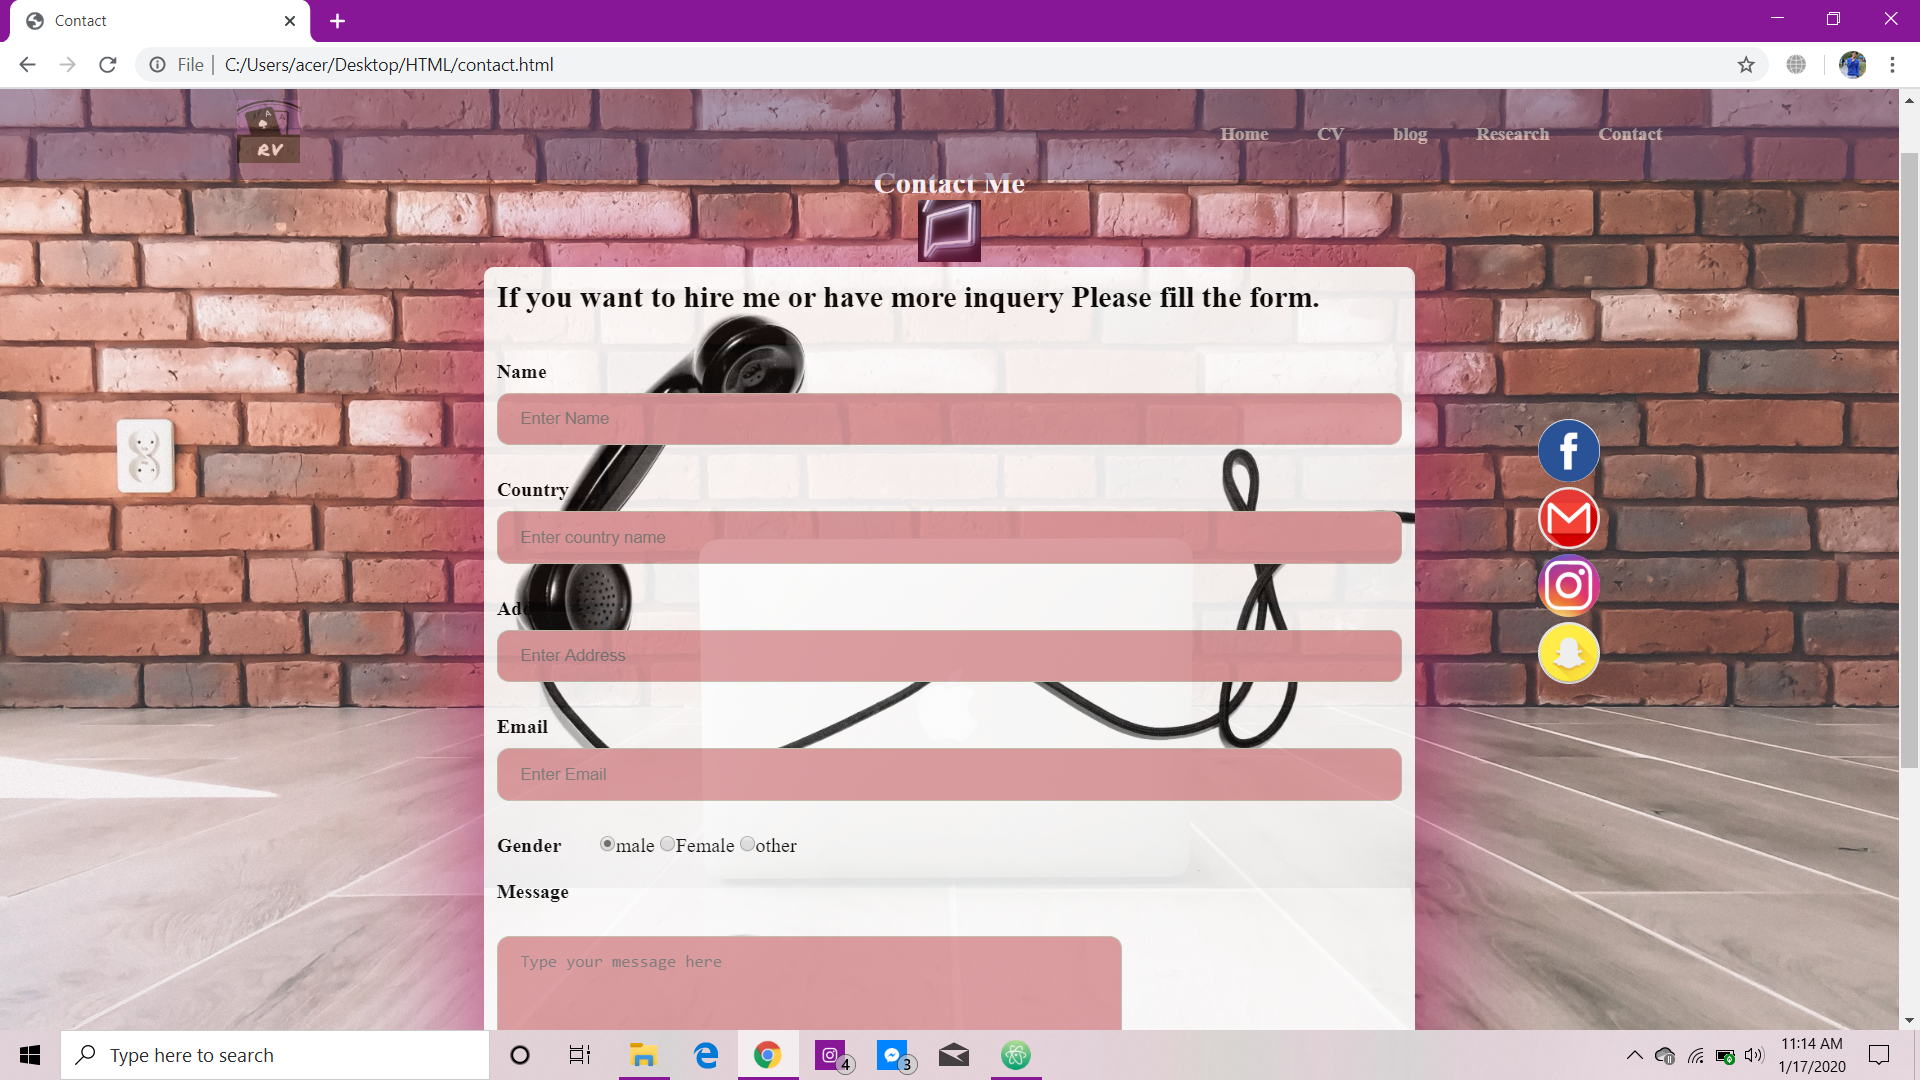 Contact
File | C:/Users/acer/Desktop/HTML/contact.html
RV
Home CV blog Research Contact
Contact Me
If you want to hire me or have more inquery Please fill the form.
Name
Enter Name
Country
Enter country name
Add
Enter Address
Email
Enter Email
Gender male Female other
Message
Type your message here
Type here to search
4
3
11:14 AM
1/17/2020